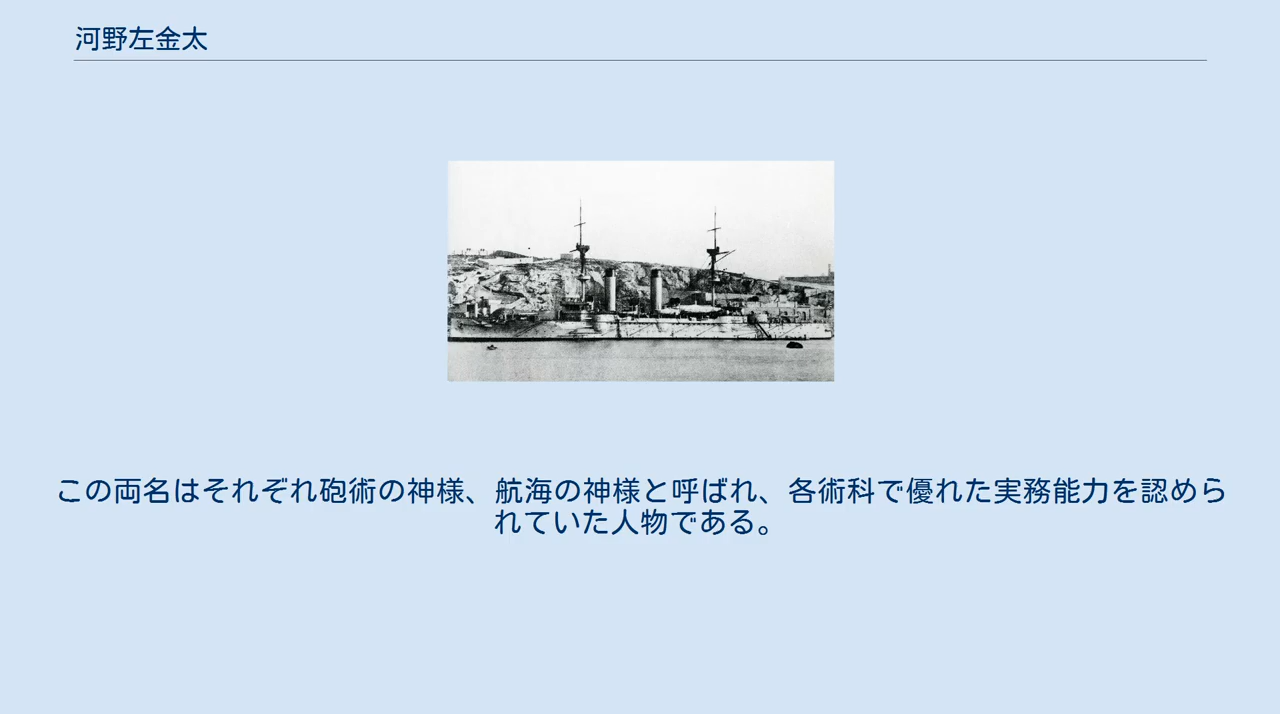 河野左金太
この両名はそれぞれ砲術の神様、航海の神様と呼ばれ、各術科で優れた実務能力を認めら
れていた人物である。